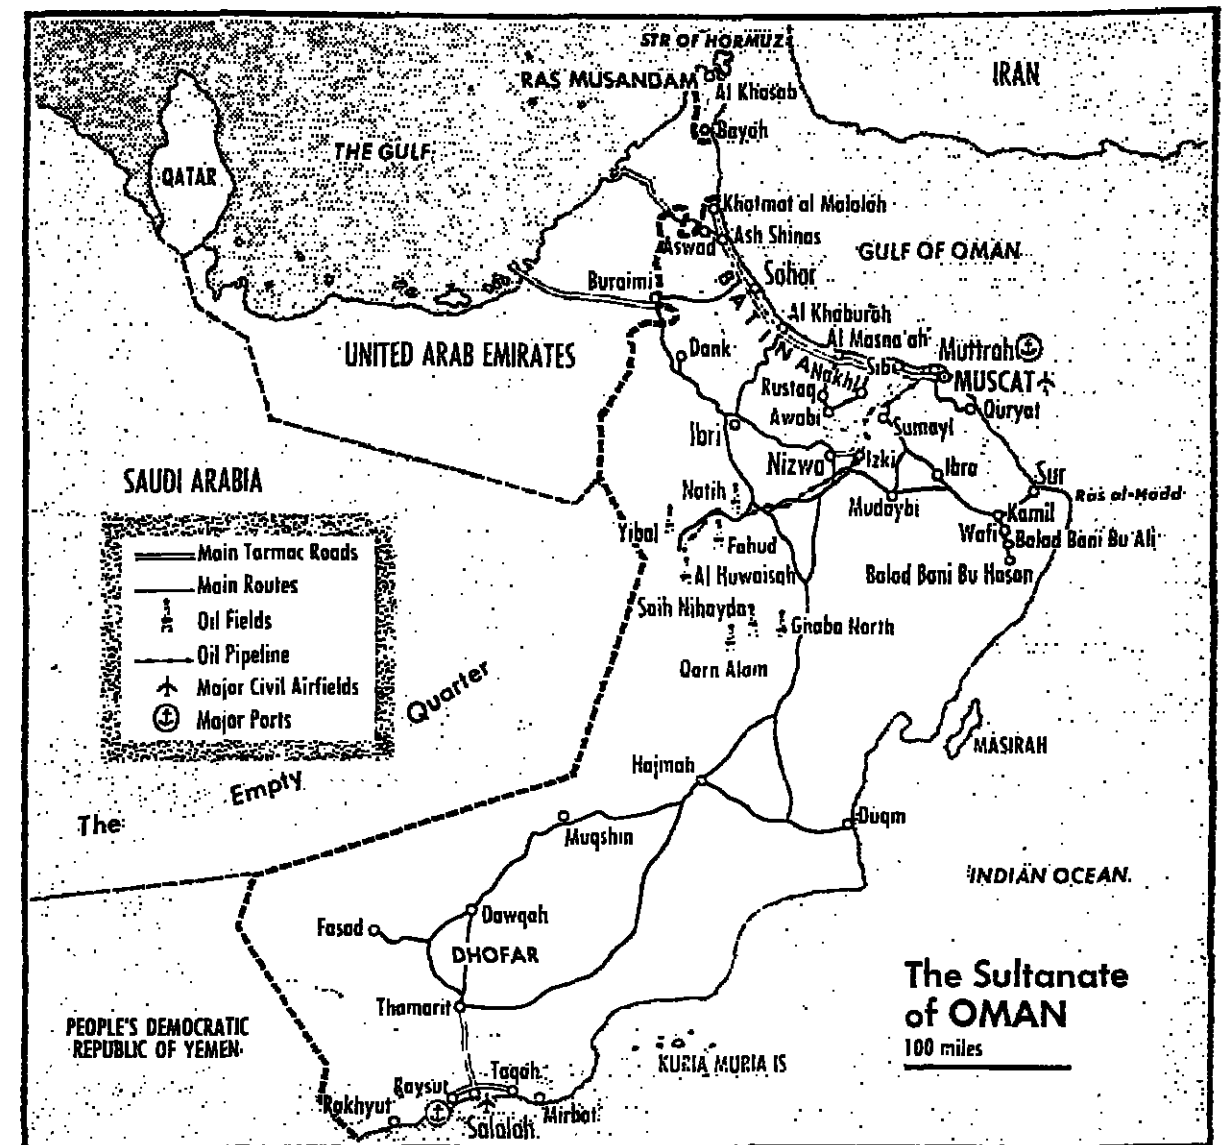 STR OF HORMUZ
RAS MUSANDAM
IRAN
Al Khasab
THE GULF
Bayah
QATAR
Khatmat al Malalah
Aswad
Ash Shinas
GULF OF OMAN
Buraimi
Sohar
BATINA
Al Khaburah
UNITED ARAB EMIRATES
Dank
Al Masna'ah
Muttrah
Sib
Nakhl
MUSCAT
Rustaq
Awabi
Quryat
Ibri
Sumayl
SAUDI ARABIA
Nizwa
Izki
Ibra
Sur
Ras al-Hadd
Natih
Mudaybi
Kamil
Yibal
Fahud
Wafi
Balad Bani Bu Ali
Al Huwaisah
Balad Bani Bu Hasan
Main Tarmac Roads
Main Routes
Oil Fields
Oil Pipeline
Major Civil Airfields
Major Ports
Saih Nihayda
Ghaba North
Qarn Alam
The Empty Quarter
MASIRAH
Hajmah
Duqm
Muqshin
INDIAN OCEAN.
Fasad
Dawqah
DHOFAR
The Sultanate
of OMAN
100 miles
Thamarit
PEOPLE'S DEMOCRATIC
REPUBLIC OF YEMEN
KURIA MURIA IS
Raysut
Taqah
Rakhyut
Mirbat
Salalah